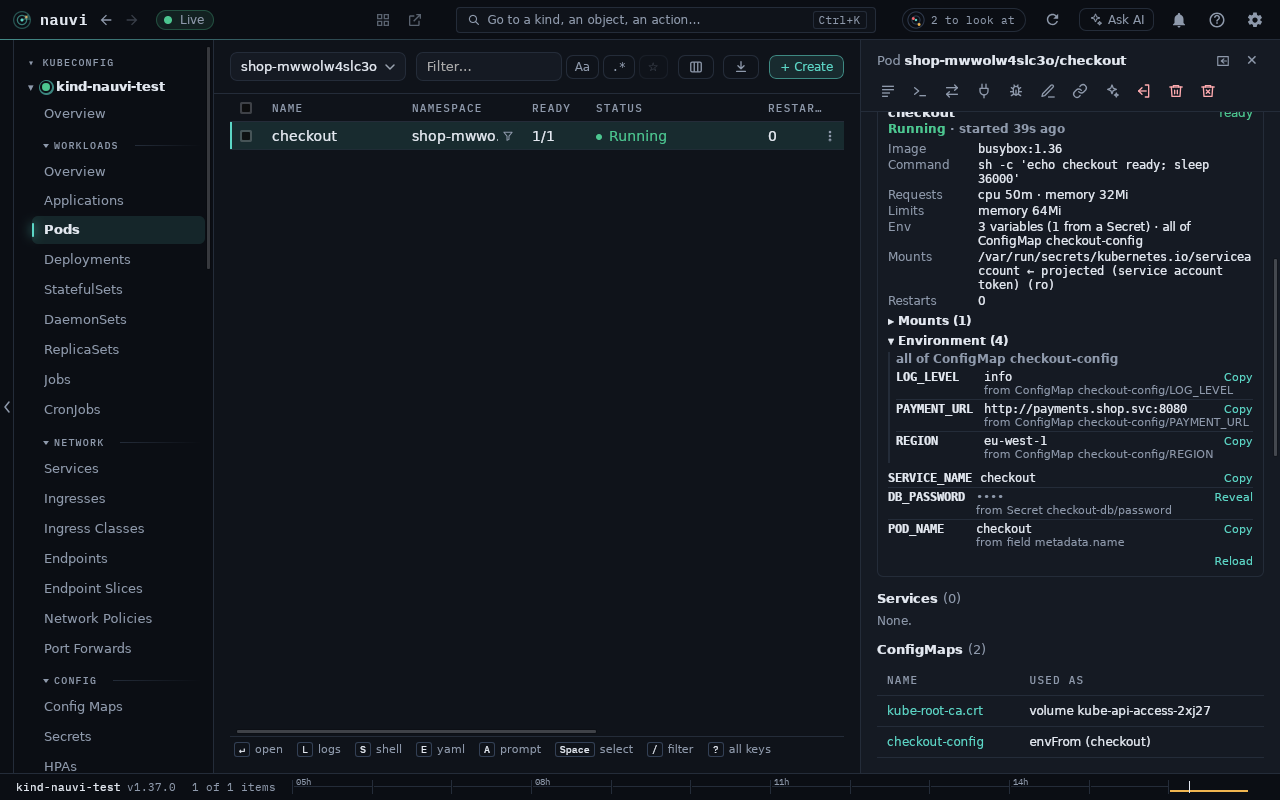 nauvi
Live
Go to a kind, an object, an action…
Ctrl+K
2 to look at
Ask AI
KUBECONFIG
kind-nauvi-test
Overview
WORKLOADS
Overview
Applications
Pods
Deployments
StatefulSets
DaemonSets
ReplicaSets
Jobs
CronJobs
NETWORK
Services
Ingresses
Ingress Classes
Endpoints
Endpoint Slices
Network Policies
Port Forwards
CONFIG
Config Maps
Secrets
HPAs
shop-mwwolw4slc3o
Filter…
Aa
.*
+ Create
NAME NAMESPACE READY STATUS RESTAR…
checkout shop-mwwo. 1/1 Running 0
↵ open L logs S shell E yaml A prompt Space select / filter ? all keys
Pod shop-mwwolw4slc3o/checkout
checkout ready
Running · started 39s ago
Image busybox:1.36
Command sh -c 'echo checkout ready; sleep
36000'
Requests cpu 50m · memory 32Mi
Limits memory 64Mi
Env 3 variables (1 from a Secret) · all of
ConfigMap checkout-config
Mounts /var/run/secrets/kubernetes.io/servicea
ccount ← projected (service account
token) (ro)
Restarts 0
▸ Mounts (1)
▾ Environment (4)
all of ConfigMap checkout-config
LOG_LEVEL info Copy
from ConfigMap checkout-config/LOG_LEVEL
PAYMENT_URL http://payments.shop.svc:8080 Copy
from ConfigMap checkout-config/PAYMENT_URL
REGION eu-west-1 Copy
from ConfigMap checkout-config/REGION
SERVICE_NAME checkout Copy
DB_PASSWORD •••• Reveal
from Secret checkout-db/password
POD_NAME checkout Copy
from field metadata.name
Reload
Services (0)
None.
ConfigMaps (2)
NAME USED AS
kube-root-ca.crt volume kube-api-access-2xj27
checkout-config envFrom (checkout)
kind-nauvi-test v1.37.0 1 of 1 items
05h 08h 11h 14h